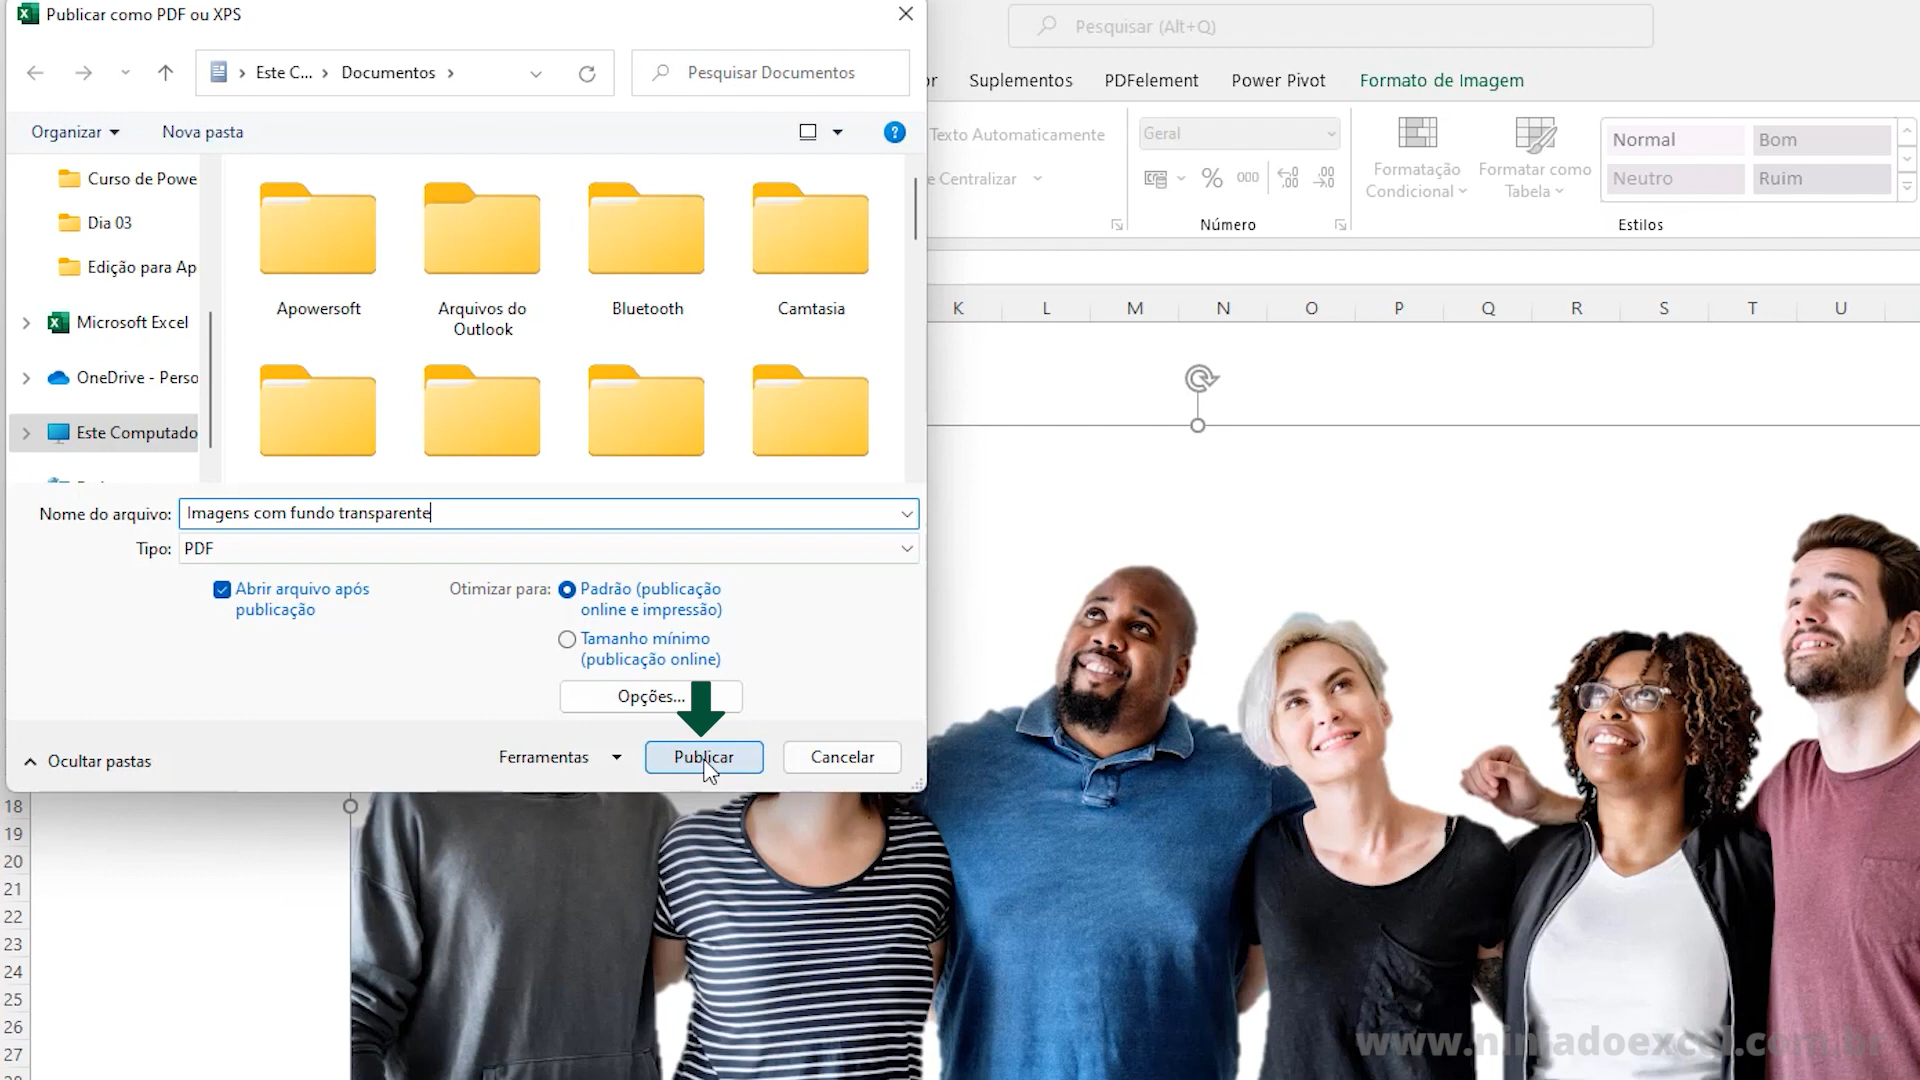 Publicar como PDF ou XPS
Pesquisar (Alt+Q)
Este C... Documentos
Pesquisar Documentos
Suplementos PDFelement Power Pivot Formato de Imagem
Organizar Nova pasta
Texto Automaticamente
Geral
Centralizar
% 000
Formatação
Condicional
Formatar como
Tabela
Normal Bom
Neutro Ruim
Número Estilos
Curso de Powe
Dia 03
Edição para Ap
Microsoft Excel
OneDrive - Perso
Este Computado
Apowersoft
Arquivos do
Outlook
Bluetooth
Camtasia
K L M N O P Q R S T U
Nome do arquivo: Imagens com fundo transparente
Tipo: PDF
Abrir arquivo após
publicação
Otimizar para: Padrão (publicação
online e impressão)
Tamanho mínimo
(publicação online)
Opções...
Ocultar pastas
Ferramentas Publicar Cancelar
18
19
20
21
22
23
24
25
26
27
www.ninjadoexcel.com.br